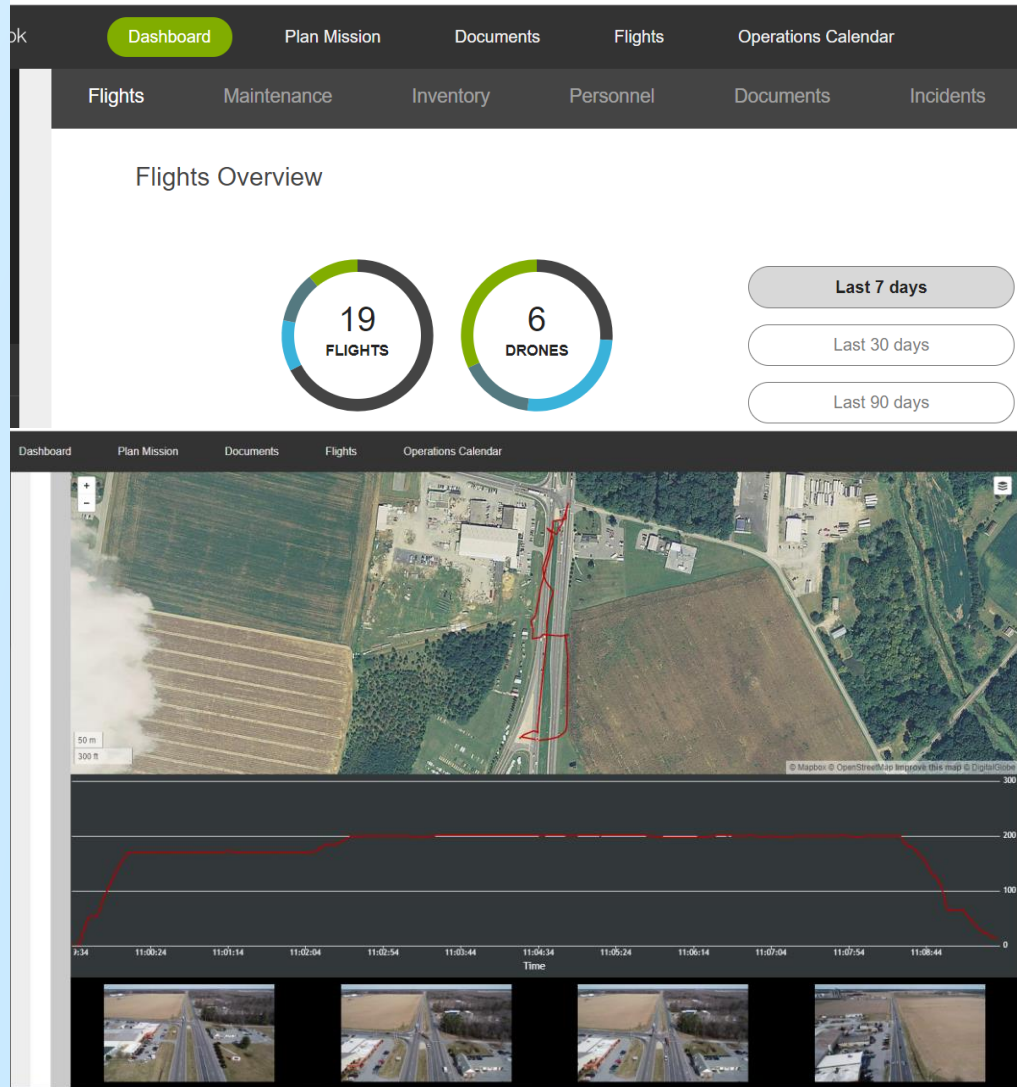 ok Dashboard Plan Mission Documents Flights Operations Calendar
Flights Maintenance Inventory Personnel Documents Incidents
Flights Overview
19
FLIGHTS
6
DRONES
Last 7 days
Last 30 days
Last 90 days
Dashboard Plan Mission Documents Flights Operations Calendar
+
−
50 m
300 ft
© Mapbox © OpenStreetMap Improve this map © DigitalGlobe
300
200
100
0
:34 11:00:24 11:01:14 11:02:04 11:02:54 11:03:44 11:04:34 11:05:24 11:06:14 11:07:04 11:07:54 11:08:44
Time